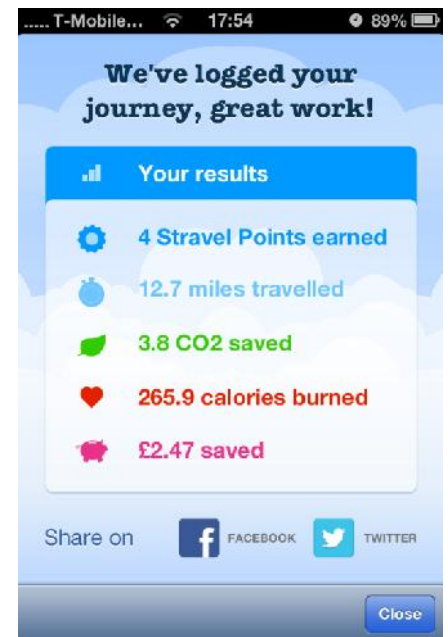 ..... T-Mobile... 17:54 89%
We've logged your
journey, great work!
Your results
4 Stravel Points earned
12.7 miles travelled
3.8 CO2 saved
265.9 calories burned
£2.47 saved
Share on FACEBOOK TWITTER
Close